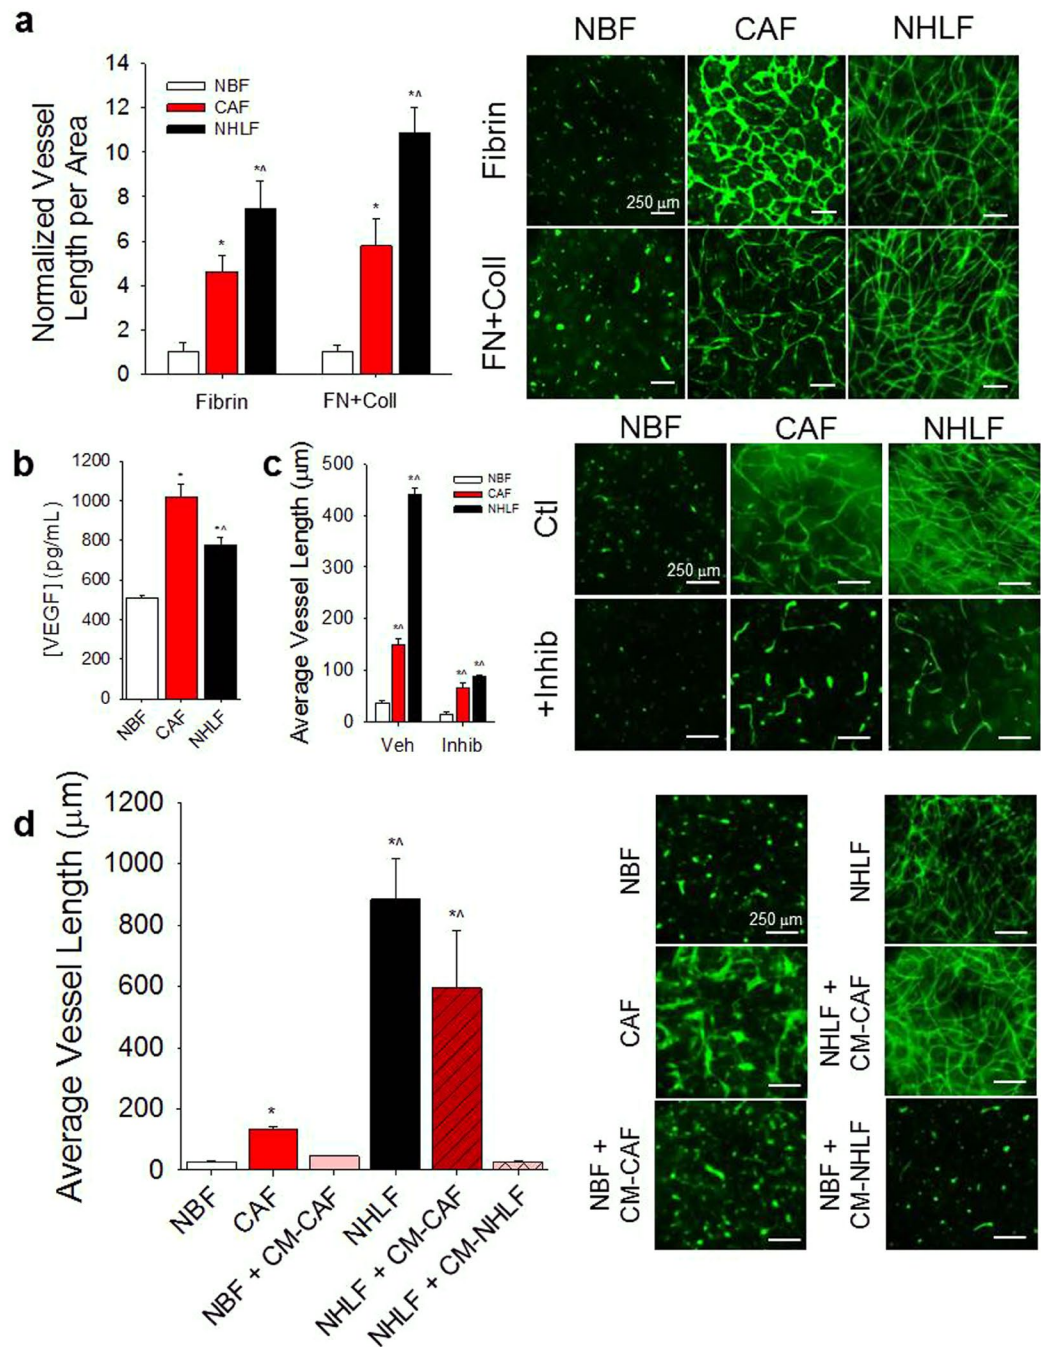 a
Normalized Vessel
Length per Area
14
12
10
8
6
4
2
0
NBF
CAF
NHLF
*
*^
*
*^
Fibrin
FN+Coll
NBF
CAF
NHLF
Fibrin
250 µm
FN+Coll
b
[VEGF] (pg/mL)
1200
1000
800
600
400
200
0
*
*^
NBF
CAF
NHLF
c
Average Vessel Length (µm)
500
400
300
200
100
0
NBF
CAF
NHLF
*^
*^
*^
*^
Veh
Inhib
NBF
CAF
NHLF
Ctl
250 µm
+Inhib
d
Average Vessel Length (µm)
1200
1000
800
600
400
200
0
*
*^
*^
NBF
CAF
NBF + CM-CAF
NHLF
NHLF + CM-CAF
NHLF + CM-NHLF
NBF
250 µm
NHLF
CAF
NHLF +
CM-CAF
NBF +
CM-CAF
NBF +
CM-NHLF